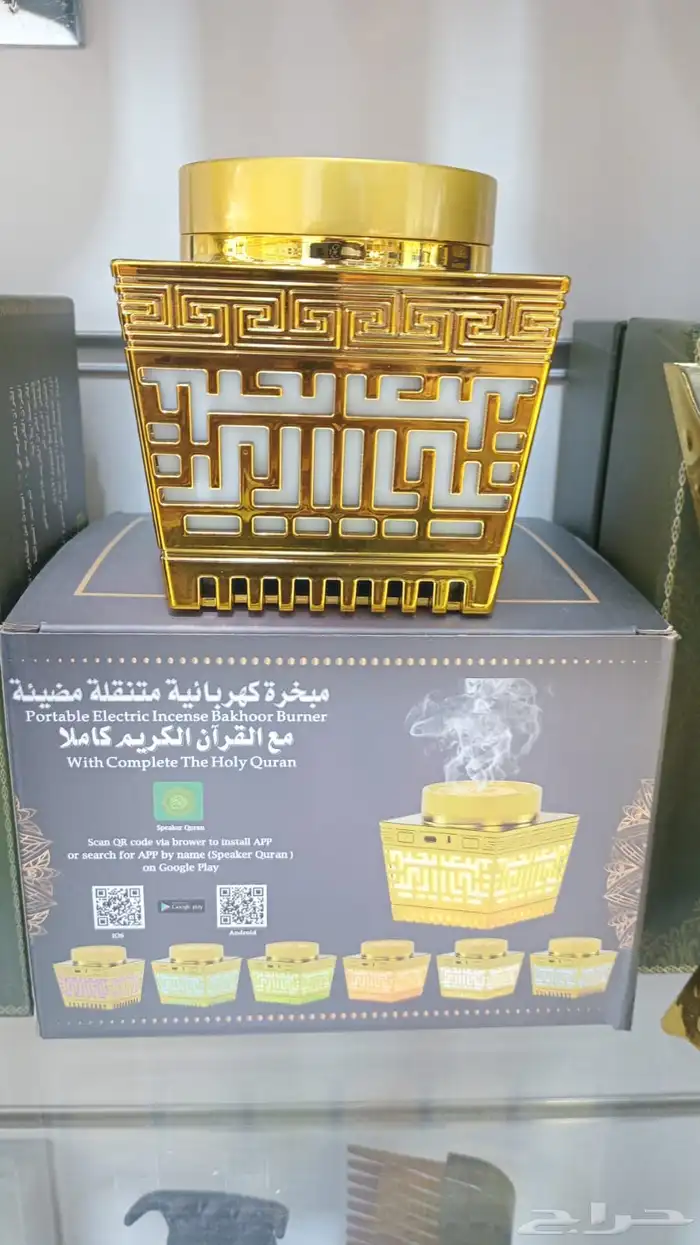 مبخرة كهربائية متنقلة مضيئة
Portable Electric Incense Bakhoor Burner
مع القرآن الكريم كاملا
With Complete The Holy Quran
Speaker Quran
Scan QR code via brower to install APP
or search for APP by name (Speaker Quran)
on Google Play
Google play
IOS
Android
حراج